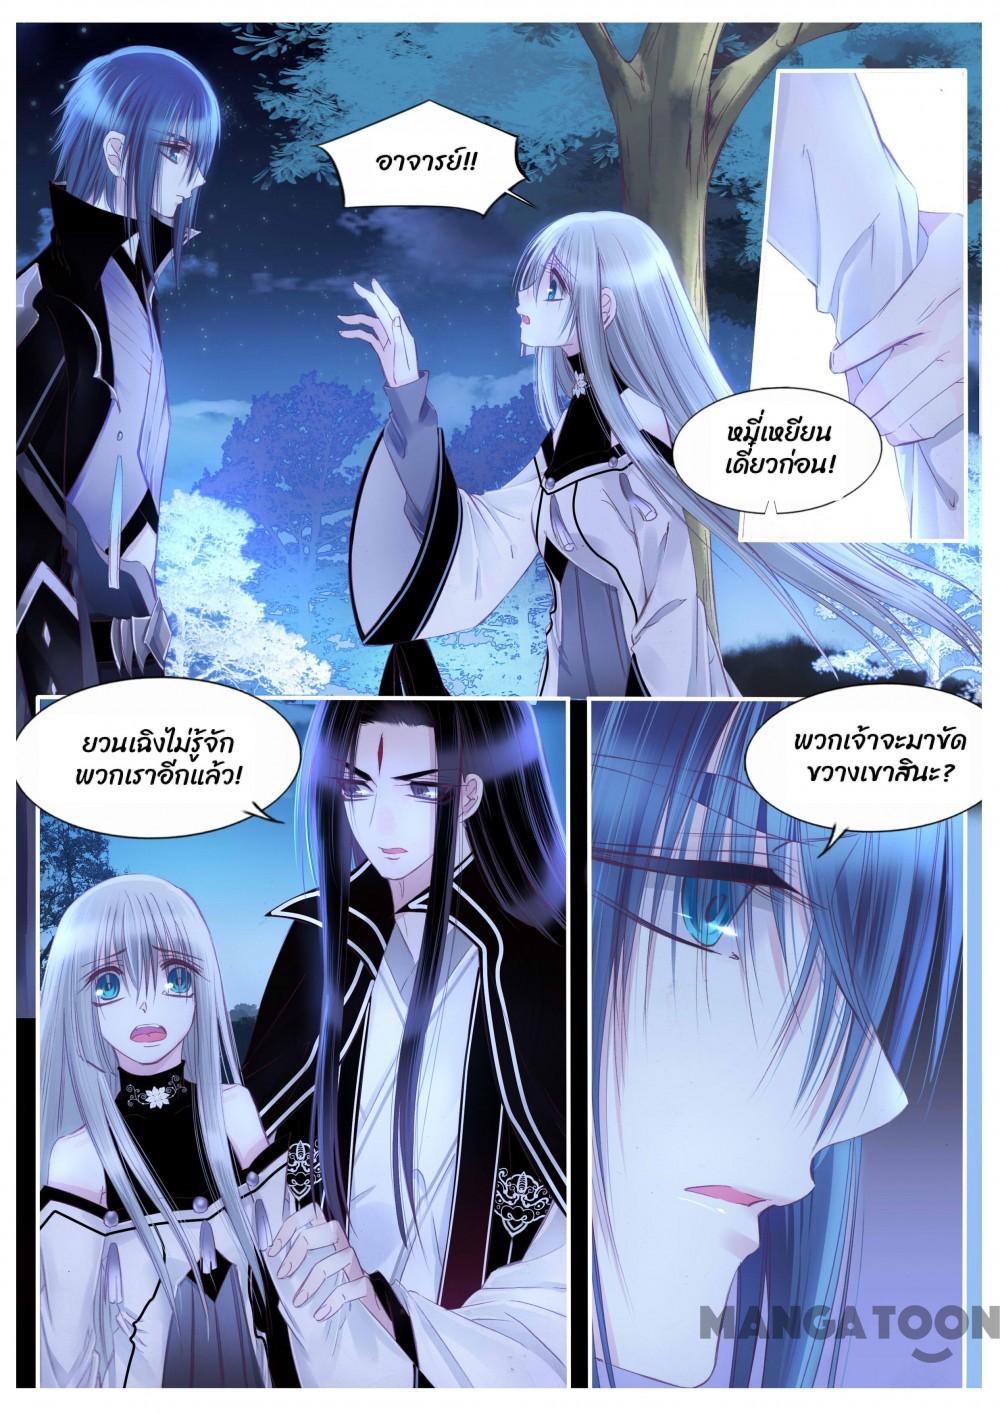 อาจารย์!!
หมี่เหยียน
เดี๋ยวก่อน!
ยวนเฉิงไม่รู้จัก
พวกเราอีกแล้ว!
พวกเจ้าจะมาขัด
ขวางเขาสินะ?
MANGATOON